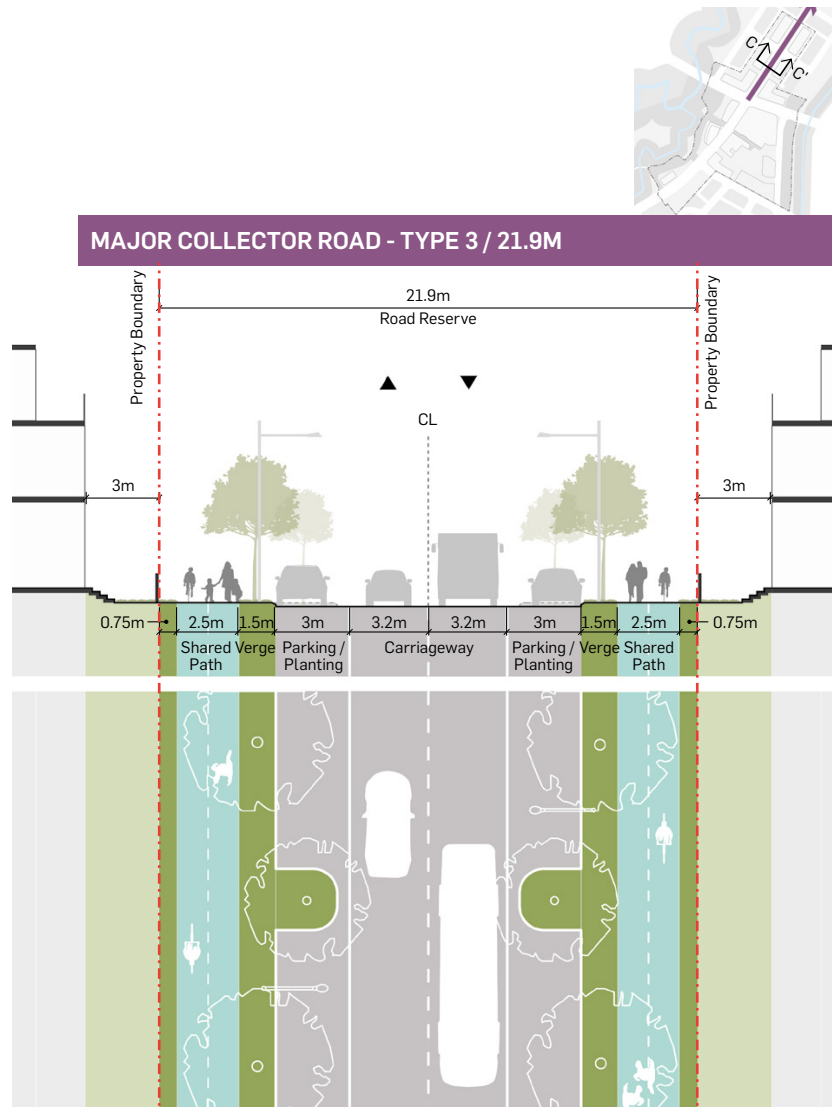 C
C'
MAJOR COLLECTOR ROAD - TYPE 3 / 21.9M
Property Boundary
21.9m
Road Reserve
Property Boundary
CL
3m
3m
0.75m
2.5m
1.5m
3m
3.2m
3.2m
3m
1.5m
2.5m
0.75m
Shared Path
Verge
Parking / Planting
Carriageway
Parking / Planting
Verge
Shared Path